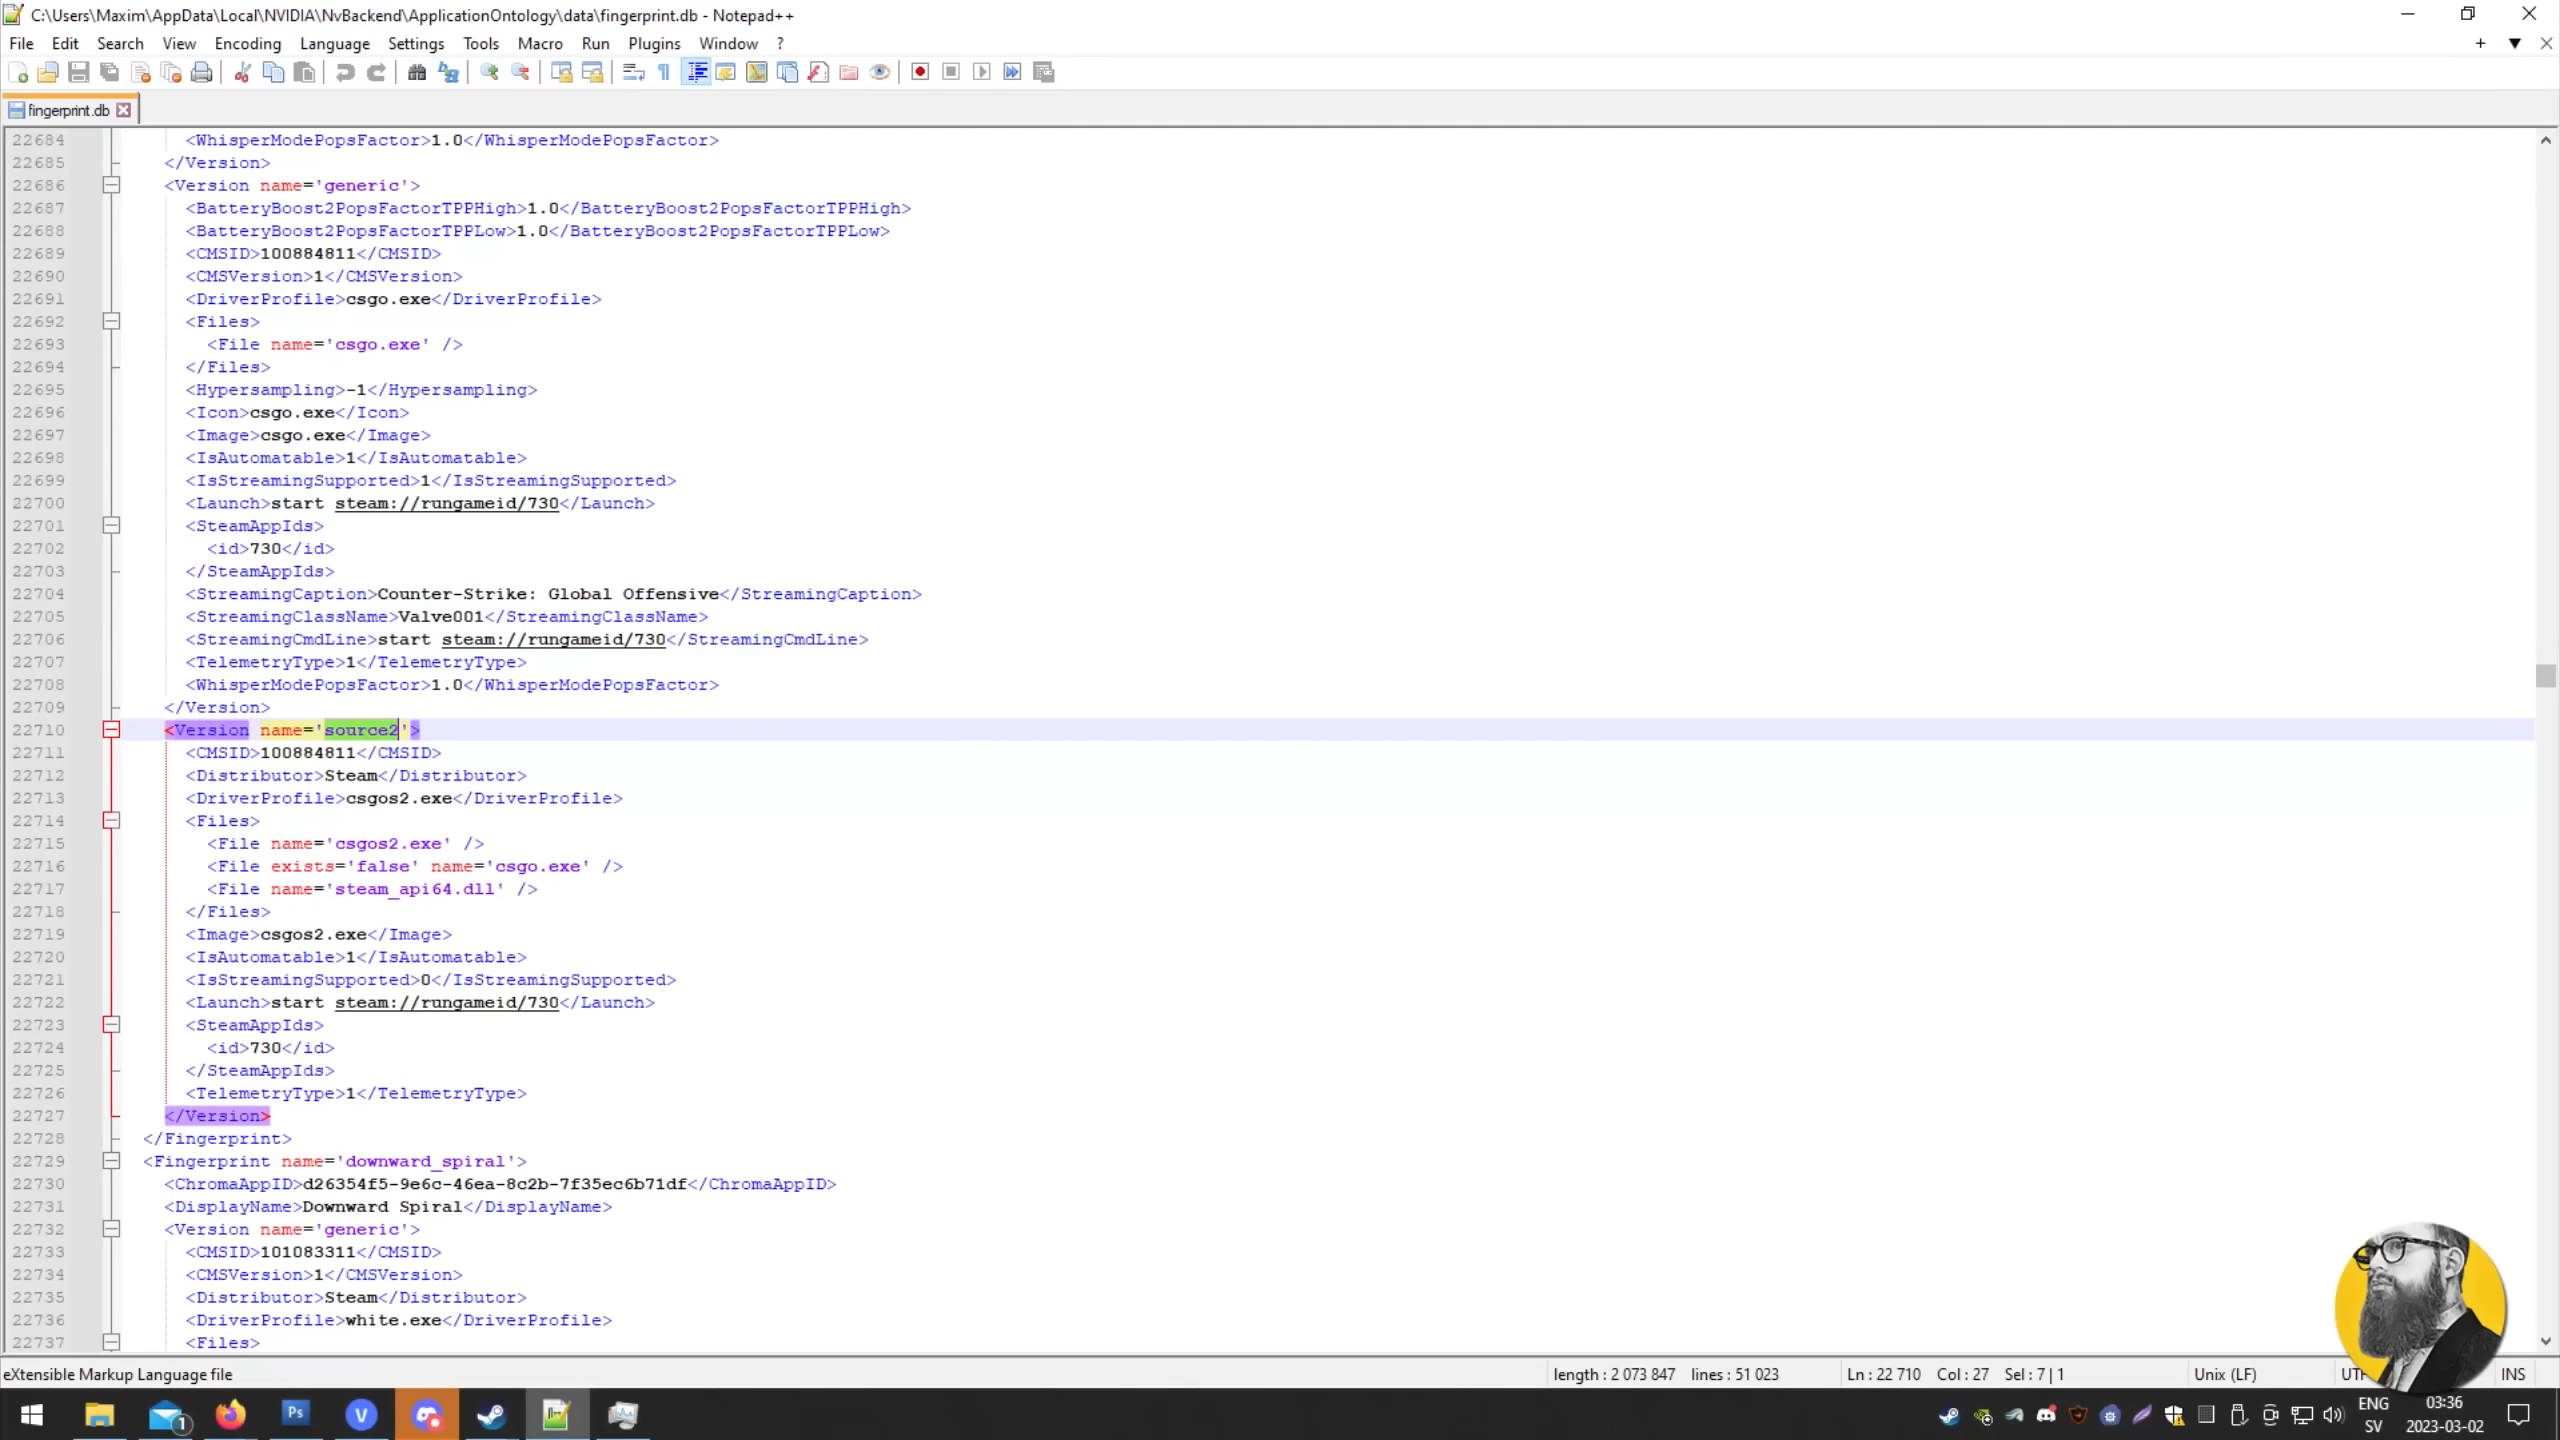 C:\Users\Maxim\AppData\Local\NVIDIA\NvBackend\ApplicationOntology\data\fingerprint.db - Notepad++
File Edit Search View Encoding Language Settings Tools Macro Run Plugins Window ?
fingerprint.db
22684 <WhisperModePopsFactor>1.0</WhisperModePopsFactor>
22685 </Version>
22686 <Version name='generic'>
22687 <BatteryBoost2PopsFactorTPPHigh>1.0</BatteryBoost2PopsFactorTPPHigh>
22688 <BatteryBoost2PopsFactorTPPLow>1.0</BatteryBoost2PopsFactorTPPLow>
22689 <CMSID>100884811</CMSID>
22690 <CMSVersion>1</CMSVersion>
22691 <DriverProfile>csgo.exe</DriverProfile>
22692 <Files>
22693 <File name='csgo.exe' />
22694 </Files>
22695 <Hypersampling>-1</Hypersampling>
22696 <Icon>csgo.exe</Icon>
22697 <Image>csgo.exe</Image>
22698 <IsAutomatable>1</IsAutomatable>
22699 <IsStreamingSupported>1</IsStreamingSupported>
22700 <Launch>start steam://rungameid/730</Launch>
22701 <SteamAppIds>
22702 <id>730</id>
22703 </SteamAppIds>
22704 <StreamingCaption>Counter-Strike: Global Offensive</StreamingCaption>
22705 <StreamingClassName>Valve001</StreamingClassName>
22706 <StreamingCmdLine>start steam://rungameid/730</StreamingCmdLine>
22707 <TelemetryType>1</TelemetryType>
22708 <WhisperModePopsFactor>1.0</WhisperModePopsFactor>
22709 </Version>
22710 <Version name='source2'>
22711 <CMSID>100884811</CMSID>
22712 <Distributor>Steam</Distributor>
22713 <DriverProfile>csgos2.exe</DriverProfile>
22714 <Files>
22715 <File name='csgos2.exe' />
22716 <File exists='false' name='csgo.exe' />
22717 <File name='steam_api64.dll' />
22718 </Files>
22719 <Image>csgos2.exe</Image>
22720 <IsAutomatable>1</IsAutomatable>
22721 <IsStreamingSupported>0</IsStreamingSupported>
22722 <Launch>start steam://rungameid/730</Launch>
22723 <SteamAppIds>
22724 <id>730</id>
22725 </SteamAppIds>
22726 <TelemetryType>1</TelemetryType>
22727 </Version>
22728 </Fingerprint>
22729 <Fingerprint name='downward_spiral'>
22730 <ChromaAppID>d26354f5-9e6c-46ea-8c2b-7f35ec6b71df</ChromaAppID>
22731 <DisplayName>Downward Spiral</DisplayName>
22732 <Version name='generic'>
22733 <CMSID>101083311</CMSID>
22734 <CMSVersion>1</CMSVersion>
22735 <Distributor>Steam</Distributor>
22736 <DriverProfile>white.exe</DriverProfile>
22737 <Files>
eXtensible Markup Language file length : 2 073 847 lines : 51 023 Ln : 22 710 Col : 27 Sel : 7 | 1 Unix (LF) INS
1 Ps V ENG 03:36
SV 2023-03-02